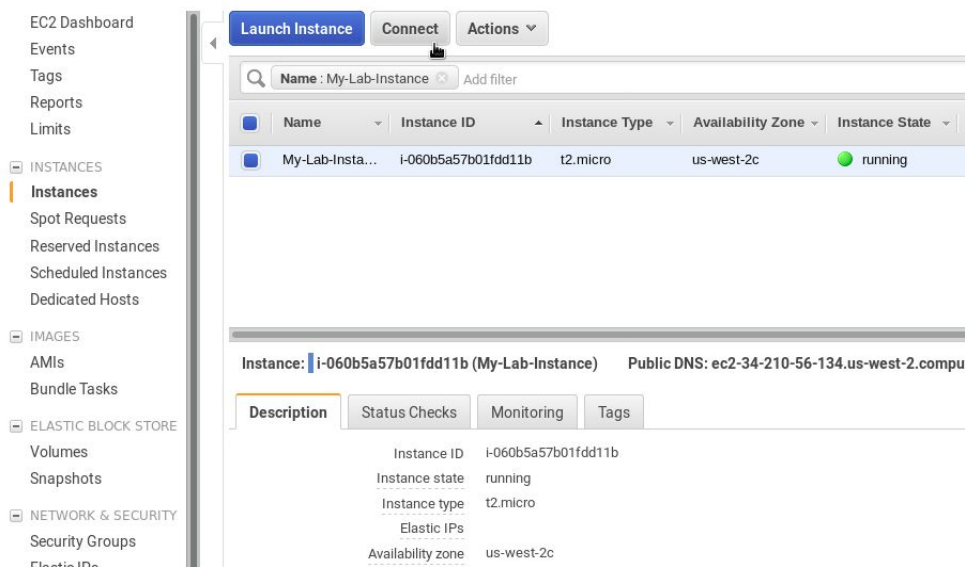 EC2 Dashboard
Events
Tags
Reports
Limits
INSTANCES
Instances
Spot Requests
Reserved Instances
Scheduled Instances
Dedicated Hosts
IMAGES
AMIs
Bundle Tasks
ELASTIC BLOCK STORE
Volumes
Snapshots
NETWORK & SECURITY
Security Groups
Elastic IPs
Launch Instance Connect Actions
Name : My-Lab-Instance Add filter
Name Instance ID Instance Type Availability Zone Instance State
My-Lab-Insta... i-060b5a57b01fdd11b t2.micro us-west-2c running
Instance: i-060b5a57b01fdd11b (My-Lab-Instance) Public DNS: ec2-34-210-56-134.us-west-2.compu
Description Status Checks Monitoring Tags
Instance ID i-060b5a57b01fdd11b
Instance state running
Instance type t2.micro
Elastic IPs
Availability zone us-west-2c